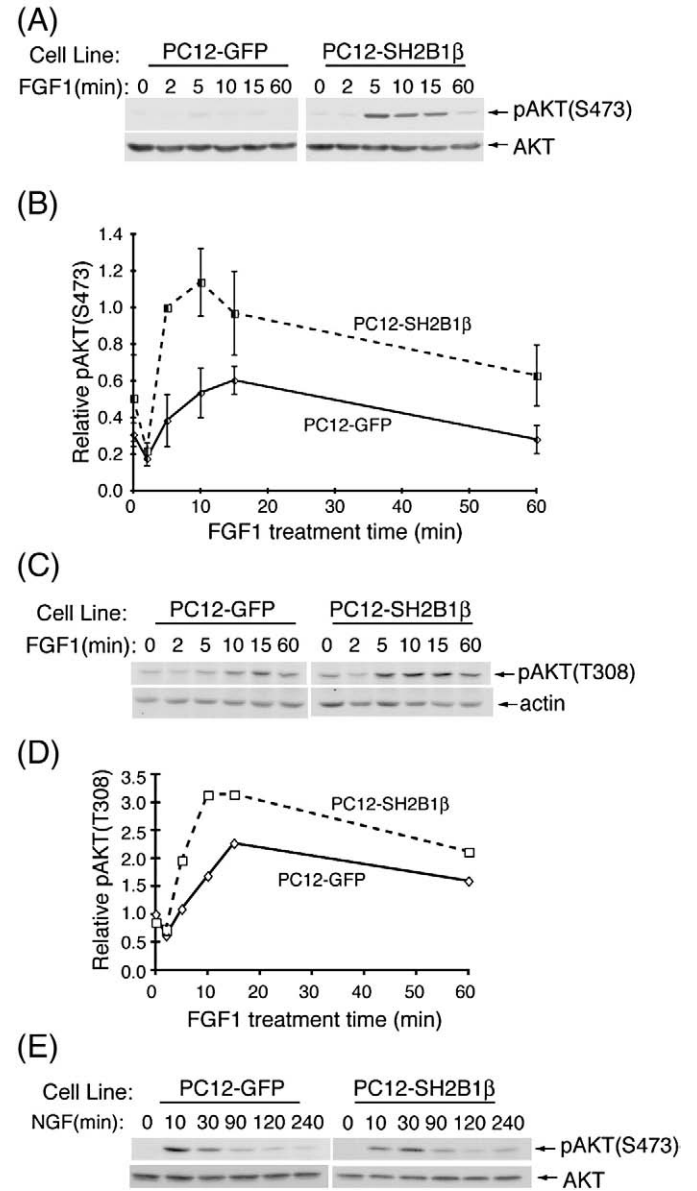 (A)
Cell Line: PC12-GFP PC12-SH2B1β
FGF1(min): 0 2 5 10 15 60 0 2 5 10 15 60
pAKT(S473)
AKT
(B)
Relative pAKT(S473)
1.4
1.2
1.0
0.8
0.6
0.4
0.2
0.0
PC12-SH2B1β
PC12-GFP
0 10 20 30 40 50 60
FGF1 treatment time (min)
(C)
Cell Line: PC12-GFP PC12-SH2B1β
FGF1(min): 0 2 5 10 15 60 0 2 5 10 15 60
pAKT(T308)
actin
(D)
Relative pAKT(T308)
3.5
3.0
2.5
2.0
1.5
1.0
0.5
0.0
PC12-SH2B1β
PC12-GFP
0 10 20 30 40 50 60
FGF1 treatment time (min)
(E)
Cell Line: PC12-GFP PC12-SH2B1β
NGF(min): 0 10 30 90 120 240 0 10 30 90 120 240
pAKT(S473)
AKT